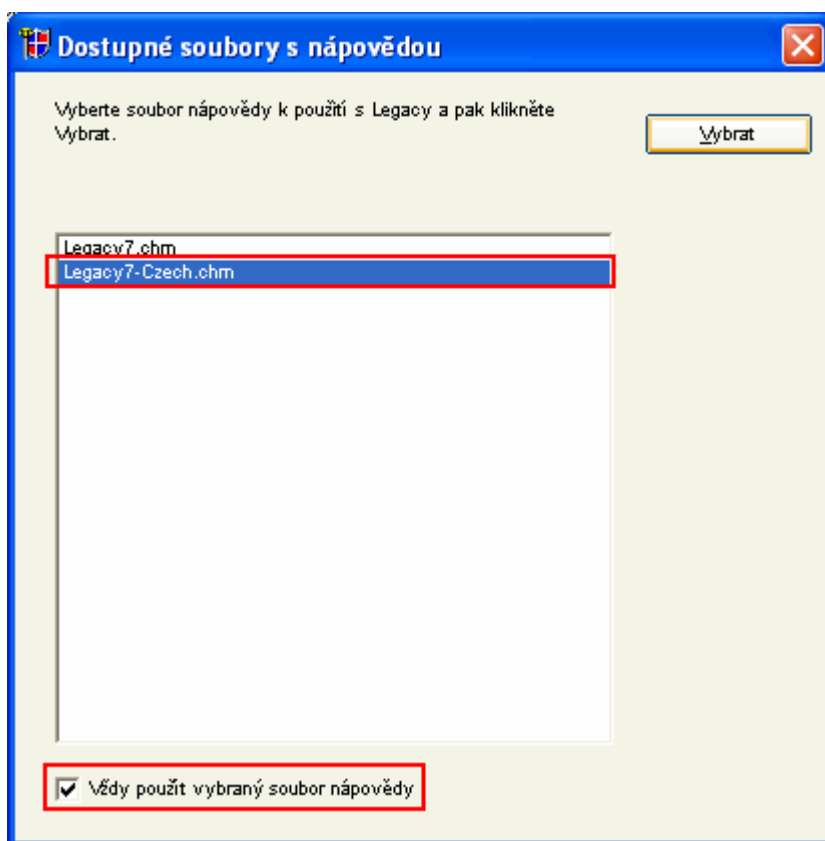 Dostupné soubory s nápovědou
Vyberte soubor nápovědy k použití s Legacy a pak klikněte
Vybrat.
Vybrat
Legacy7.chm
Legacy7-Czech.chm
Vždy použít vybraný soubor nápovědy